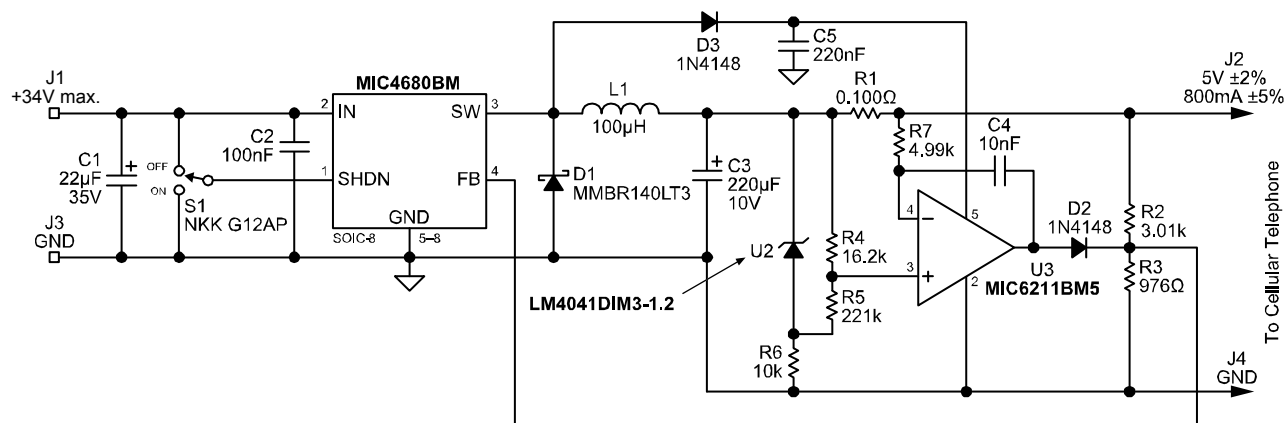 J1
+34V max.
C1
22µF
35V
OFF
ON
S1
NKK G12AP
J3
GND
C2
100nF
MIC4680BM
2
IN
SW
3
1
SHDN
FB
4
GND
SOIC-8
5–8
D3
1N4148
C5
220nF
L1
100µH
D1
MMBR140LT3
C3
220µF
10V
R1
0.100Ω
R7
4.99k
C4
10nF
U2
LM4041DIM3-1.2
R4
16.2k
R5
221k
R6
10k
4
5
3
2
U3
MIC6211BM5
D2
1N4148
R2
3.01k
R3
976Ω
J2
5V ±2%
800mA ±5%
To Cellular Telephone
J4
GND